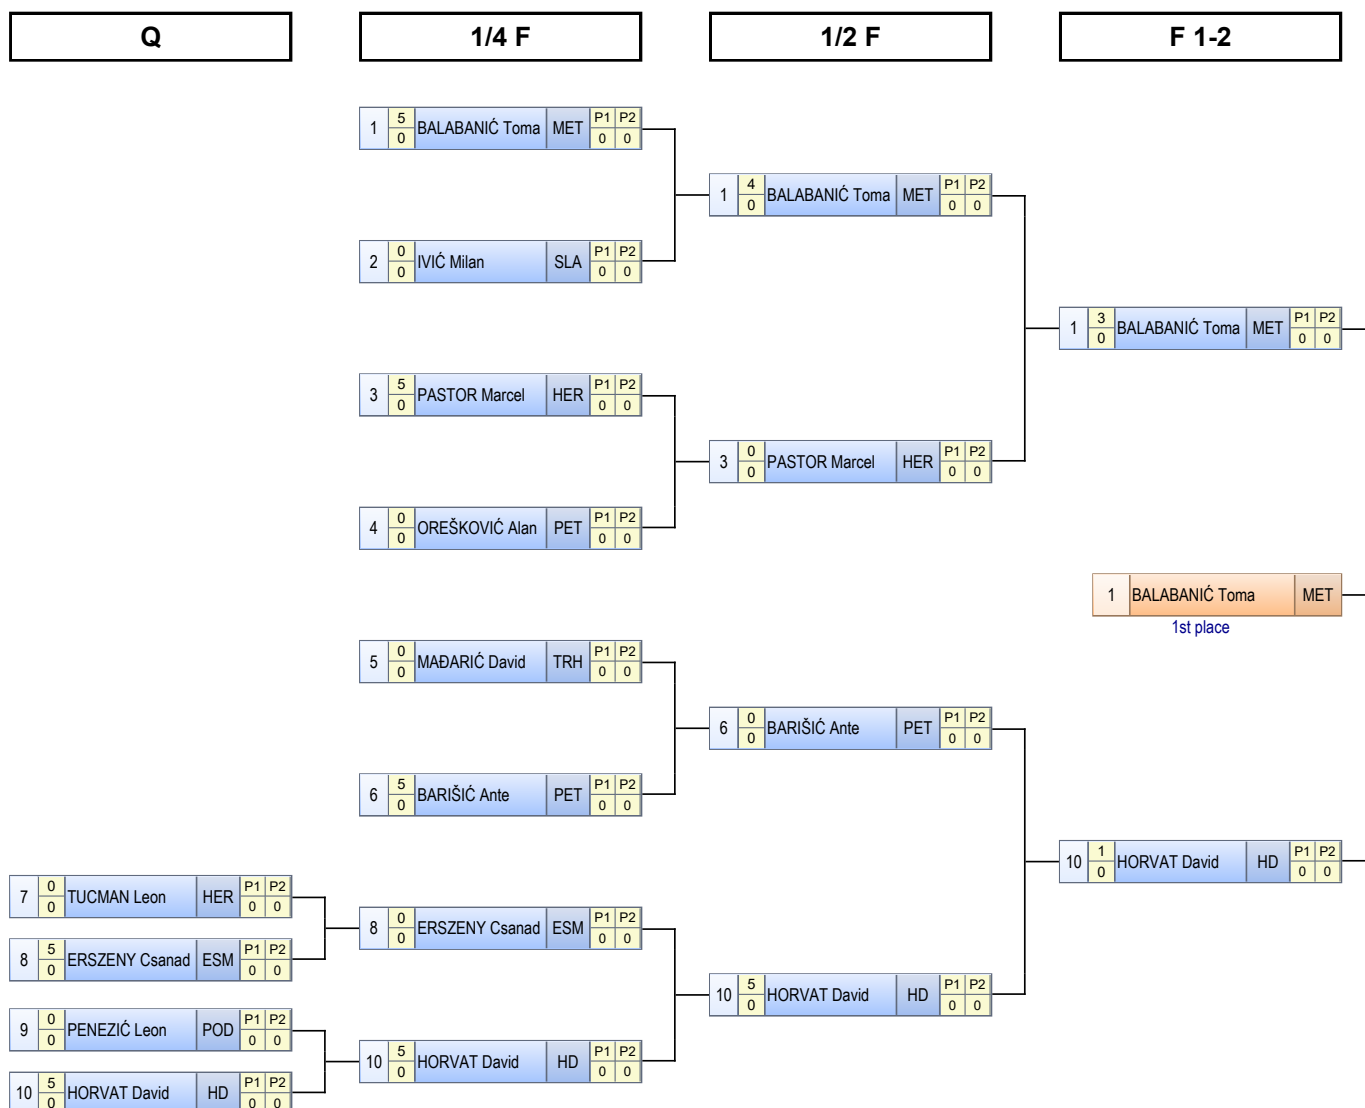 Q 1/4 F 1/2 F F 1-2
1 5 0 BALABANIĆ Toma MET P1 P2 0 0
1 4 0 BALABANIĆ Toma MET P1 P2 0 0
2 0 0 IVIĆ Milan SLA P1 P2 0 0
1 3 0 BALABANIĆ Toma MET P1 P2 0 0
3 5 0 PASTOR Marcel HER P1 P2 0 0
3 0 0 PASTOR Marcel HER P1 P2 0 0
4 0 0 OREŠKOVIĆ Alan PET P1 P2 0 0
1 BALABANIĆ Toma MET
1st place
5 0 0 MAĐARIĆ David TRH P1 P2 0 0
6 0 0 BARIŠIĆ Ante PET P1 P2 0 0
6 5 0 BARIŠIĆ Ante PET P1 P2 0 0
10 1 0 HORVAT David HD P1 P2 0 0
7 0 0 TUCMAN Leon HER P1 P2 0 0
8 0 0 ERSZENY Csanad ESM P1 P2 0 0
8 5 0 ERSZENY Csanad ESM P1 P2 0 0
10 5 0 HORVAT David HD P1 P2 0 0
9 0 0 PENEZIĆ Leon POD P1 P2 0 0
10 5 0 HORVAT David HD P1 P2 0 0
10 5 0 HORVAT David HD P1 P2 0 0